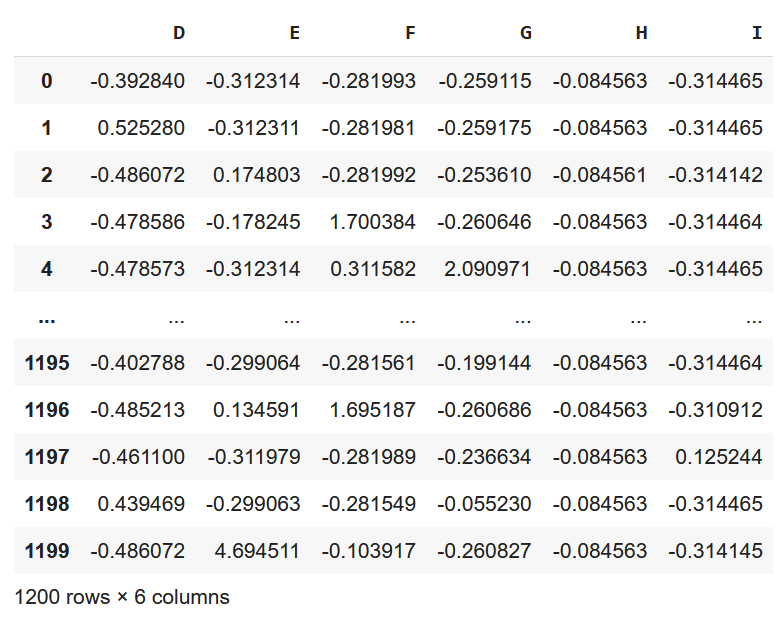 D E F G H I
0 -0.392840 -0.312314 -0.281993 -0.259115 -0.084563 -0.314465
1 0.525280 -0.312311 -0.281981 -0.259175 -0.084563 -0.314465
2 -0.486072 0.174803 -0.281992 -0.253610 -0.084561 -0.314142
3 -0.478586 -0.178245 1.700384 -0.260646 -0.084563 -0.314464
4 -0.478573 -0.312314 0.311582 2.090971 -0.084563 -0.314465
... ... ... ... ... ... ...
1195 -0.402788 -0.299064 -0.281561 -0.199144 -0.084563 -0.314464
1196 -0.485213 0.134591 1.695187 -0.260686 -0.084563 -0.310912
1197 -0.461100 -0.311979 -0.281989 -0.236634 -0.084563 0.125244
1198 0.439469 -0.299063 -0.281549 -0.055230 -0.084563 -0.314465
1199 -0.486072 4.694511 -0.103917 -0.260827 -0.084563 -0.314145
1200 rows × 6 columns